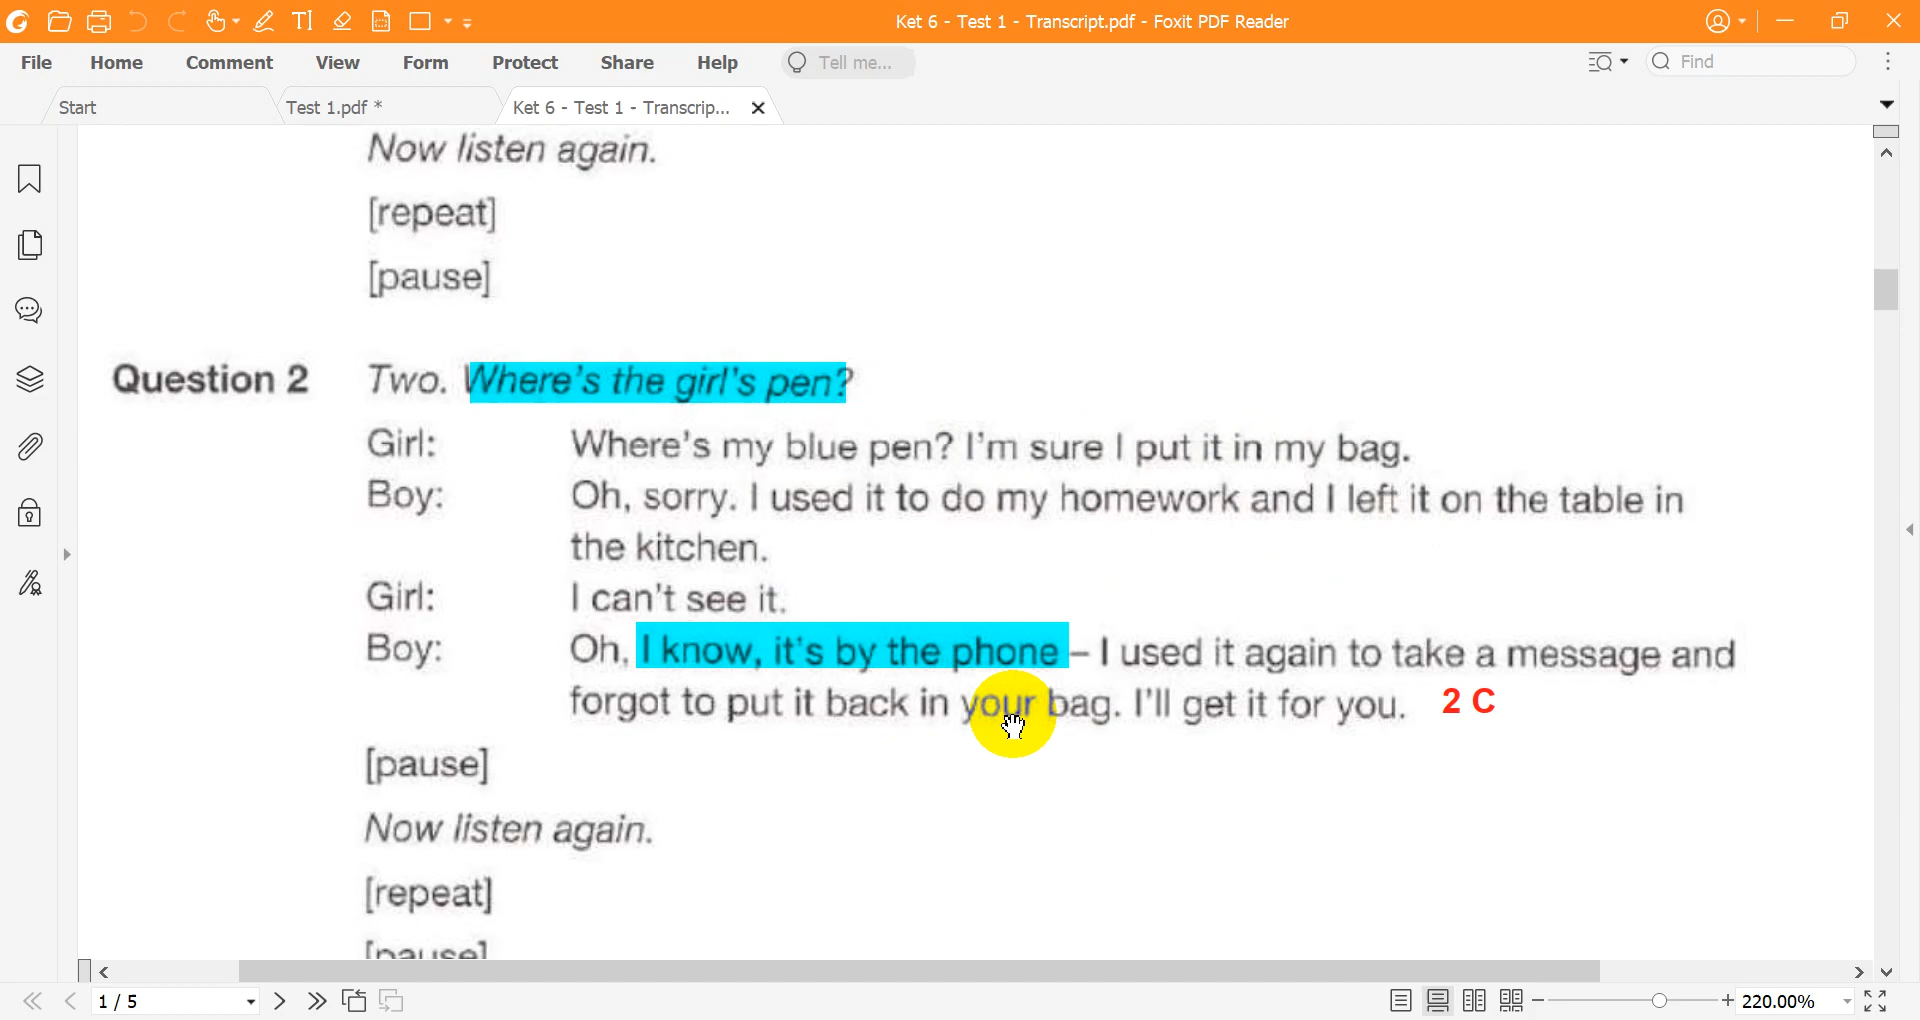 Ket 6 - Test 1 - Transcript.pdf - Foxit PDF Reader
File Home Comment View Form Protect Share Help Tell me... Find
Start Test 1.pdf * Ket 6 - Test 1 - Transcrip...
Now listen again.
[repeat]
[pause]
Question 2 Two. Where's the girl's pen?
Girl: Where's my blue pen? I'm sure I put it in my bag.
Boy: Oh, sorry. I used it to do my homework and I left it on the table in
the kitchen.
Girl: I can't see it.
Boy: Oh, I know, it's by the phone – I used it again to take a message and
forgot to put it back in your bag. I'll get it for you. 2 C
[pause]
Now listen again.
[repeat]
[pause]
1 / 5 220.00%